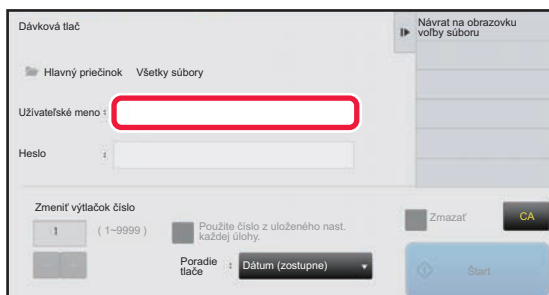 Dávková tlač
Návrat na obrazovku
voľby súboru
Hlavný priečinok Všetky súbory
Užívateľské meno :
Heslo :
Zmeniť výtlačok číslo
1 ( 1~9999 )
Použite číslo z uloženého nast.
každej úlohy.
Zmazať
CA
Poradie
tlače : Dátum (zostupne)
Štart